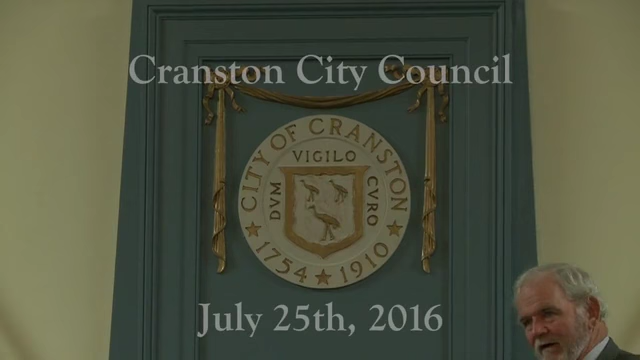 Cranston City Council
CITY OF CRANSTON
DVM VIGILO CVRO
1754 ★ 1910
July 25th, 2016